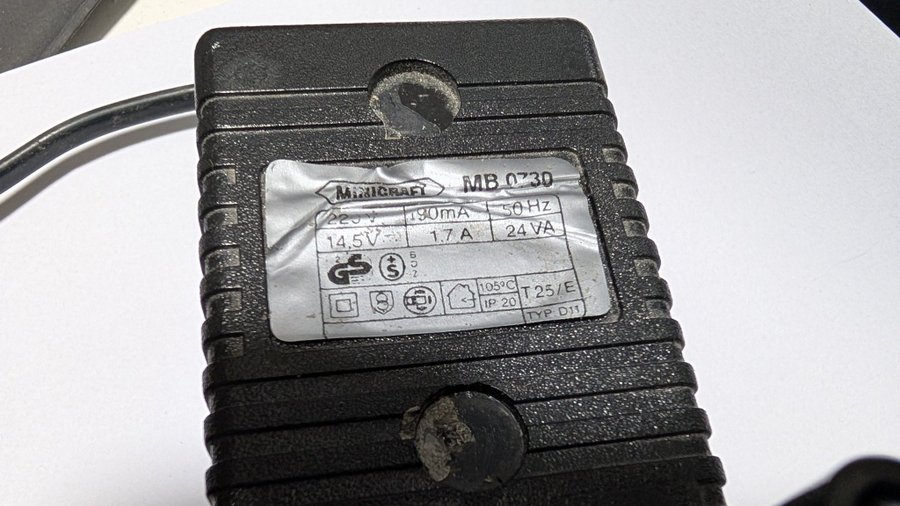 MINICRAFT MB 0730
220 V 190mA 50 Hz
14,5V 1.7 A 24 VA
GS +S
105°C
IP 20
T 25/E
TYP D11